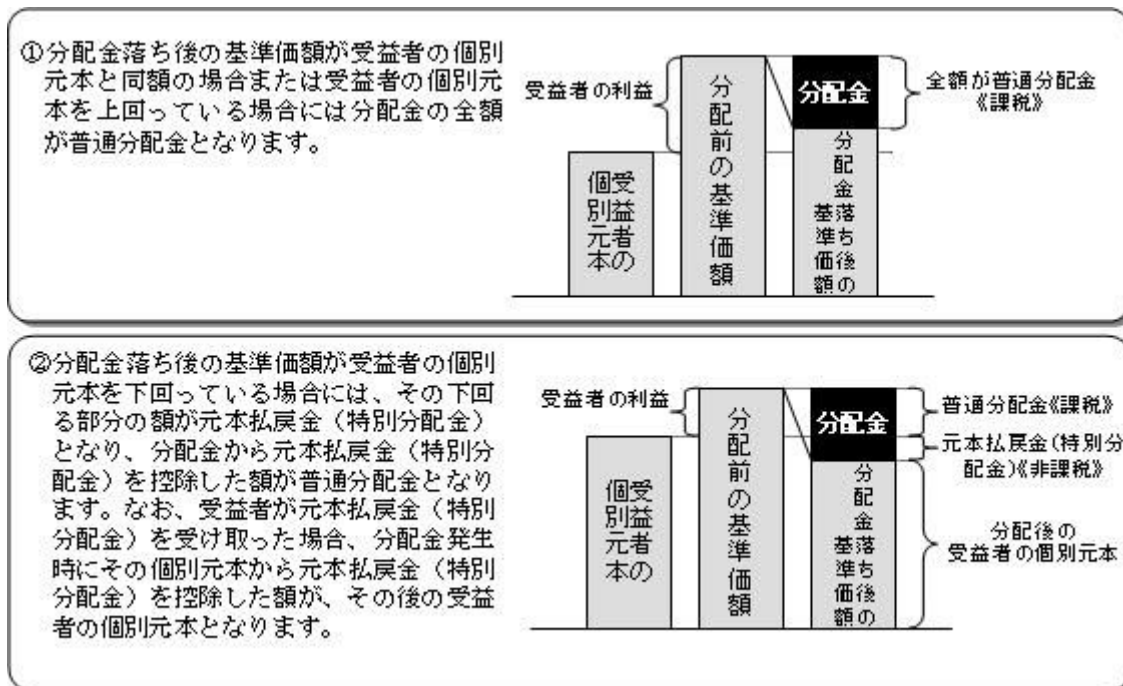 ①分配金落ち後の基準価額が受益者の個別
元本と同額の場合または受益者の個別元
本を上回っている場合には分配金の全額
が普通分配金となります。
受益者の利益
分配金
全額が普通分配金
《課税》
受益者の
個別元本
分配前の基準価額
分配金落ち後の
基準価額
②分配金落ち後の基準価額が受益者の個別
元本を下回っている場合には、その下回
る部分の額が元本払戻金（特別分配金）
となり、分配金から元本払戻金（特別分
配金）を控除した額が普通分配金となり
ます。なお、受益者が元本払戻金（特別
分配金）を受け取った場合、分配金発生
時にその個別元本から元本払戻金（特別
分配金）を控除した額が、その後の受益
者の個別元本となります。
受益者の利益
分配金
普通分配金《課税》
元本払戻金(特別分
配金)《非課税》
受益者の
個別元本
分配前の基準価額
分配金落ち後の
基準価額
分配後の
受益者の個別元本